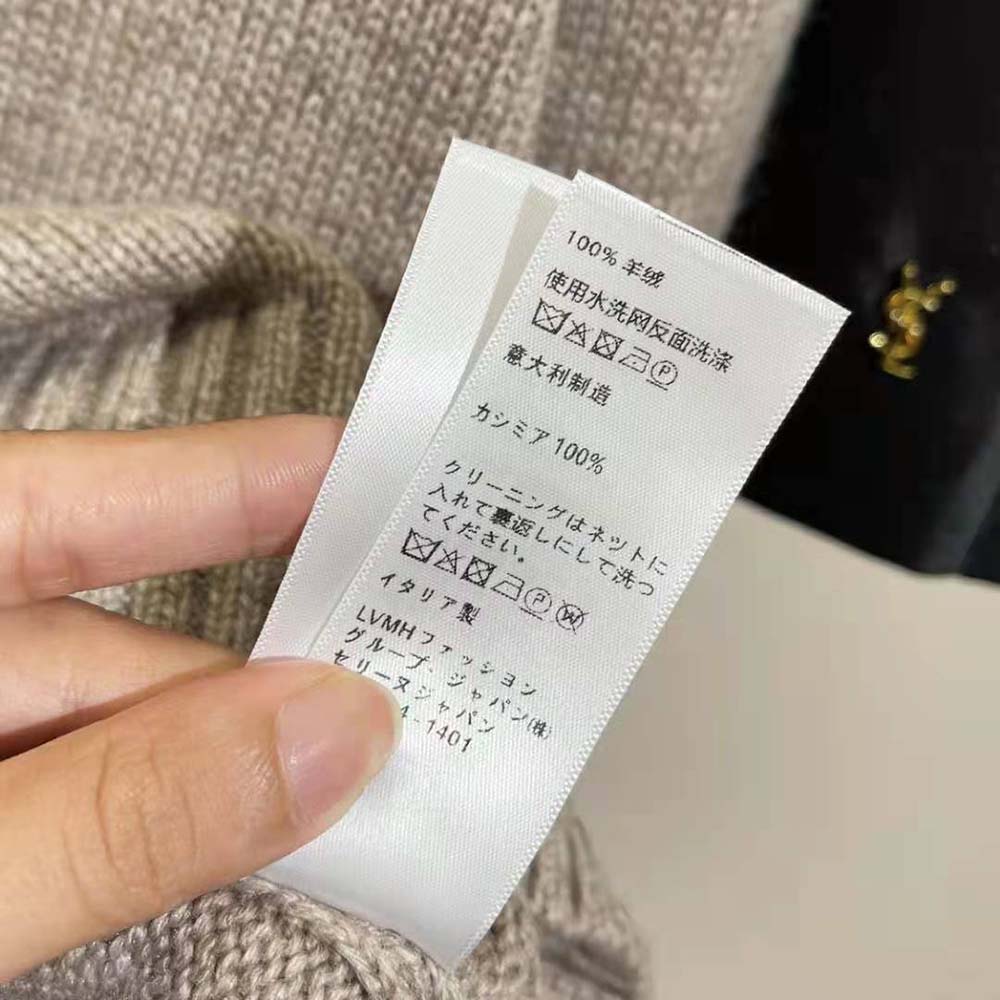 100% 羊绒
使用水洗网反面洗涤
P
意大利制造
カシミア 100%
クリーニングはネットに
入れて裏返しにして洗っ
てください。
P W
イタリア製
LVMHファッション
グループ、ジャパン(株)
セリーヌジャパン
4-1401
YSL